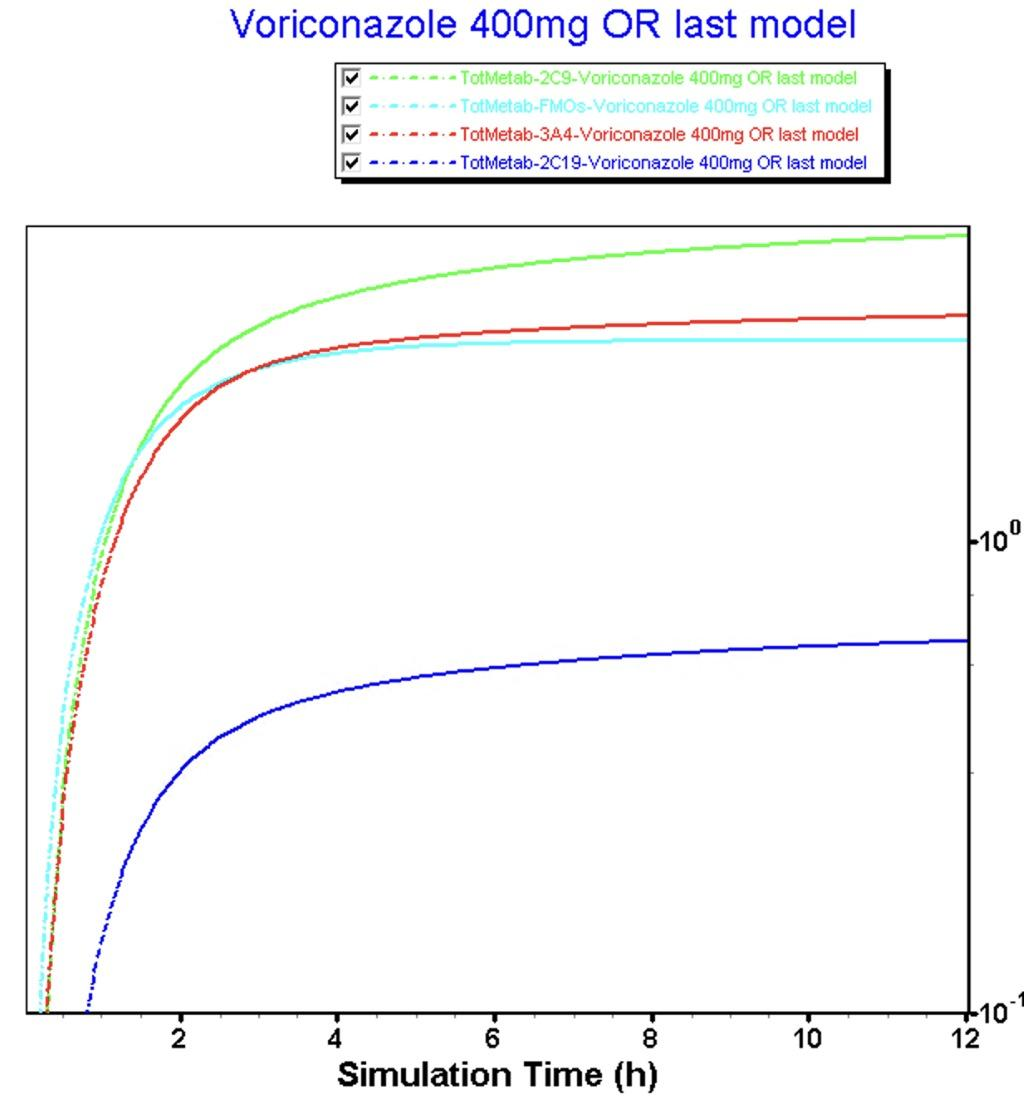 Voriconazole 400mg OR last model
TotMetab-2C9-Voriconazole 400mg OR last model
TotMetab-FMOs-Voriconazole 400mg OR last model
TotMetab-3A4-Voriconazole 400mg OR last model
TotMetab-2C19-Voriconazole 400mg OR last model
10⁰
10⁻¹
2 4 6 8 10 12
Simulation Time (h)